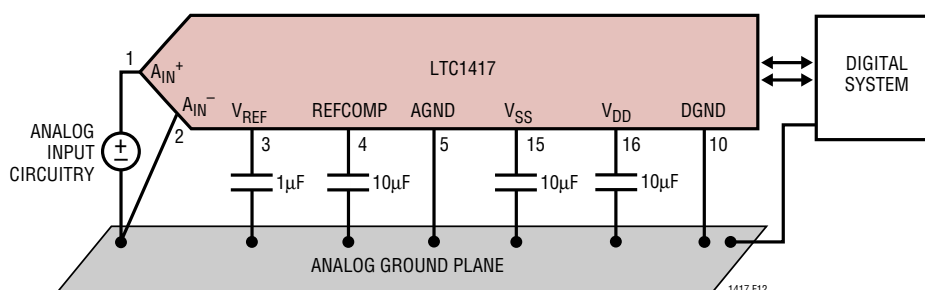 LTC1417
DIGITAL
SYSTEM
1
AIN+
AIN−
2
ANALOG
INPUT
CIRCUITRY
+
−
VREF
REFCOMP
AGND
VSS
VDD
DGND
3
4
5
15
16
10
1µF
10µF
10µF
10µF
ANALOG GROUND PLANE
1417 F12